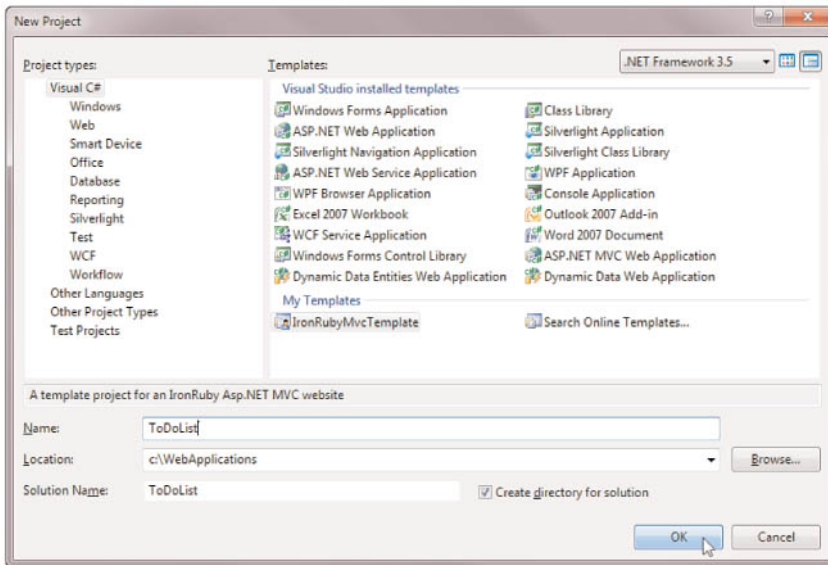 New Project
Project types:
Templates:
.NET Framework 3.5
Visual C#
Windows
Web
Smart Device
Office
Database
Reporting
Silverlight
Test
WCF
Workflow
Other Languages
Other Project Types
Test Projects
Visual Studio installed templates
Windows Forms Application
Class Library
ASP.NET Web Application
Silverlight Application
Silverlight Navigation Application
Silverlight Class Library
ASP.NET Web Service Application
WPF Application
WPF Browser Application
Console Application
Excel 2007 Workbook
Outlook 2007 Add-in
WCF Service Application
Word 2007 Document
Windows Forms Control Library
ASP.NET MVC Web Application
Dynamic Data Entities Web Application
Dynamic Data Web Application
My Templates
IronRubyMvcTemplate
Search Online Templates...
A template project for an IronRuby Asp.NET MVC website
Name:
ToDoList
Location:
c:\WebApplications
Browse...
Solution Name:
ToDoList
Create directory for solution
OK
Cancel